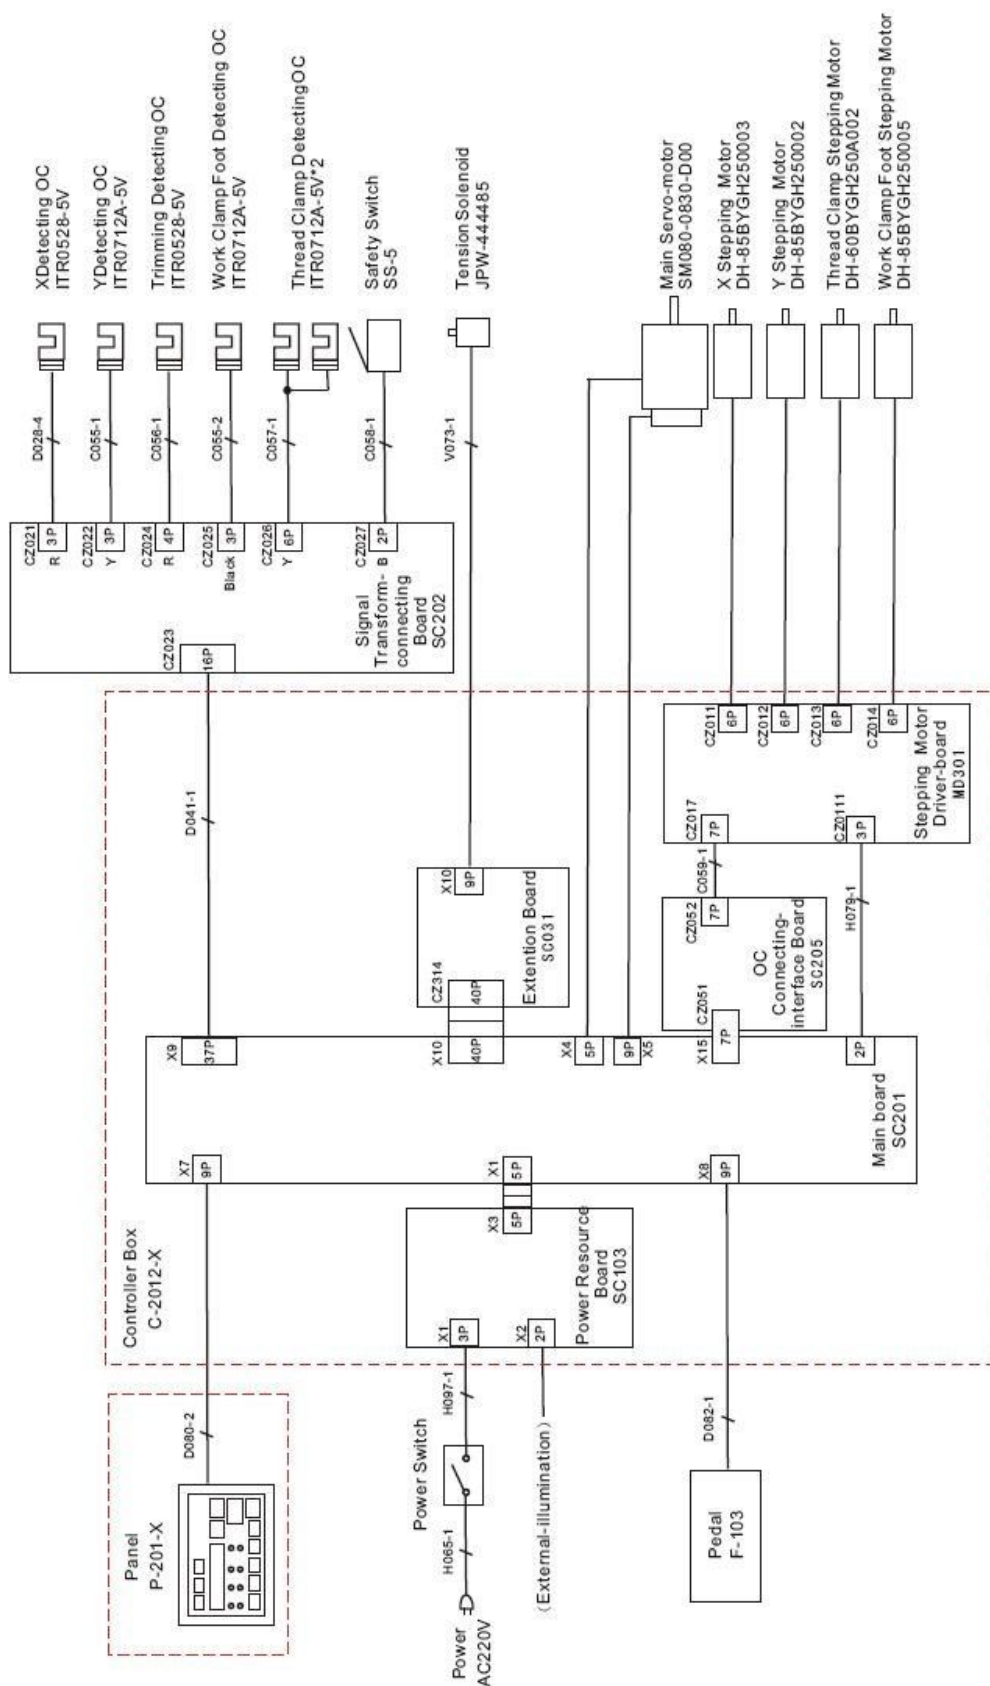 XDetecting OC
ITR0528-5V
YDetecting OC
ITR0712A-5V
Trimming Detecting OC
ITR0528-5V
Work Clamp Foot Detecting OC
ITR0712A-5V
Thread Clamp Detecting OC
ITR0712A-5V*2
Safety Switch
SS-5
Tension Solenoid
JPW-444485
Main Servo-motor
SM080-0830-D00
X Stepping Motor
DH-85BYGH250003
Y Stepping Motor
DH-85BYGH250002
Thread Clamp Stepping Motor
DH-60BYGH250A002
Work Clamp Foot Stepping Motor
DH-85BYGH250005
D028-4
C055-1
C056-1
C055-2
C057-1
C058-1
V073-1
CZ021
3P
R
CZ022
3P
Y
CZ024
4P
R
CZ025
3P
Black
CZ026
6P
Y
CZ027
2P
B
Signal
Transform-
connecting
Board
SC202
CZ023
16P
D041-1
CZ011
6P
CZ012
6P
CZ013
6P
CZ014
6P
Stepping Motor
Driver-board
MD301
CZ017
7P
CZ0111
3P
C059-1
H079-1
X10
9P
Extention Board
SC031
CZ314
40P
CZ052
7P
OC
Connecting-
interface Board
SC205
CZ051
X9
37P
X10
40P
X4
5P
9P
X5
X15
7P
2P
Main board
SC201
X7
9P
X1
5P
X8
9P
X3
5P
Power Resource
Board
SC103
X1
3P
X2
2P
Controller Box
C-2012-X
D080-2
H097-1
D082-1
Power Switch
H065-1
(External-illumination)
Panel
P-201-X
Power
AC220V
Pedal
F-103